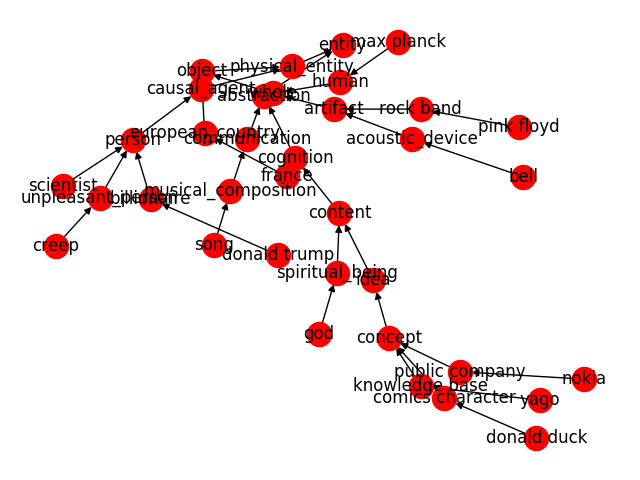 entity
max planck
object
physical_entity
causal_agent
human
whole
abstraction
artifact
rock band
pink floyd
european_country
person
communication
acoustic_device
cognition
france
bell
scientist
unpleasant_person
billionaire
musical_composition
content
creep
song
donald trump
spiritual_being
idea
god
concept
public company
nokia
knowledge base
comics character
yago
donald duck